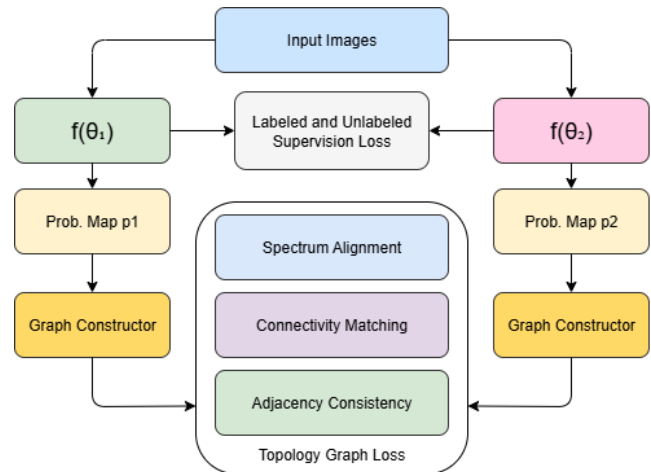 Input Images
f(θ₁)
Labeled and Unlabeled
Supervision Loss
f(θ₂)
Prob. Map p1
Prob. Map p2
Spectrum Alignment
Graph Constructor
Connectivity Matching
Graph Constructor
Adjacency Consistency
Topology Graph Loss